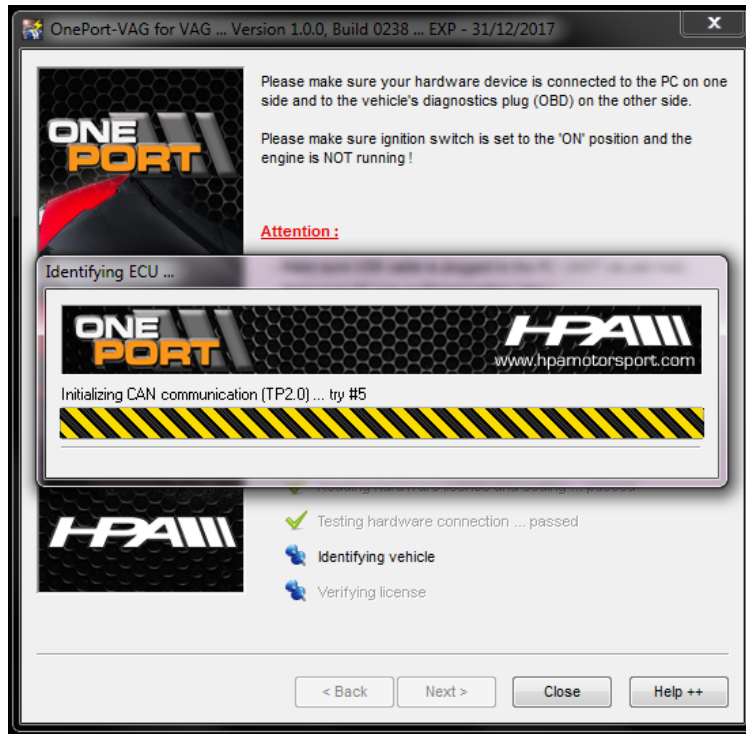 OnePort-VAG for VAG ... Version 1.0.0, Build 0238 ... EXP - 31/12/2017
x
ONE
PORT
Please make sure your hardware device is connected to the PC on one
side and to the vehicle's diagnostics plug (OBD) on the other side.
Please make sure ignition switch is set to the 'ON' position and the
engine is NOT running !
Attention :
Identifying ECU ...
ONE
PORT
HPA
www.hpamotorsport.com
Initializing CAN communication (TP2.0) ... try #5
HPA
Testing hardware connection ... passed
Identifying vehicle
Verifying license
< Back
Next >
Close
Help ++